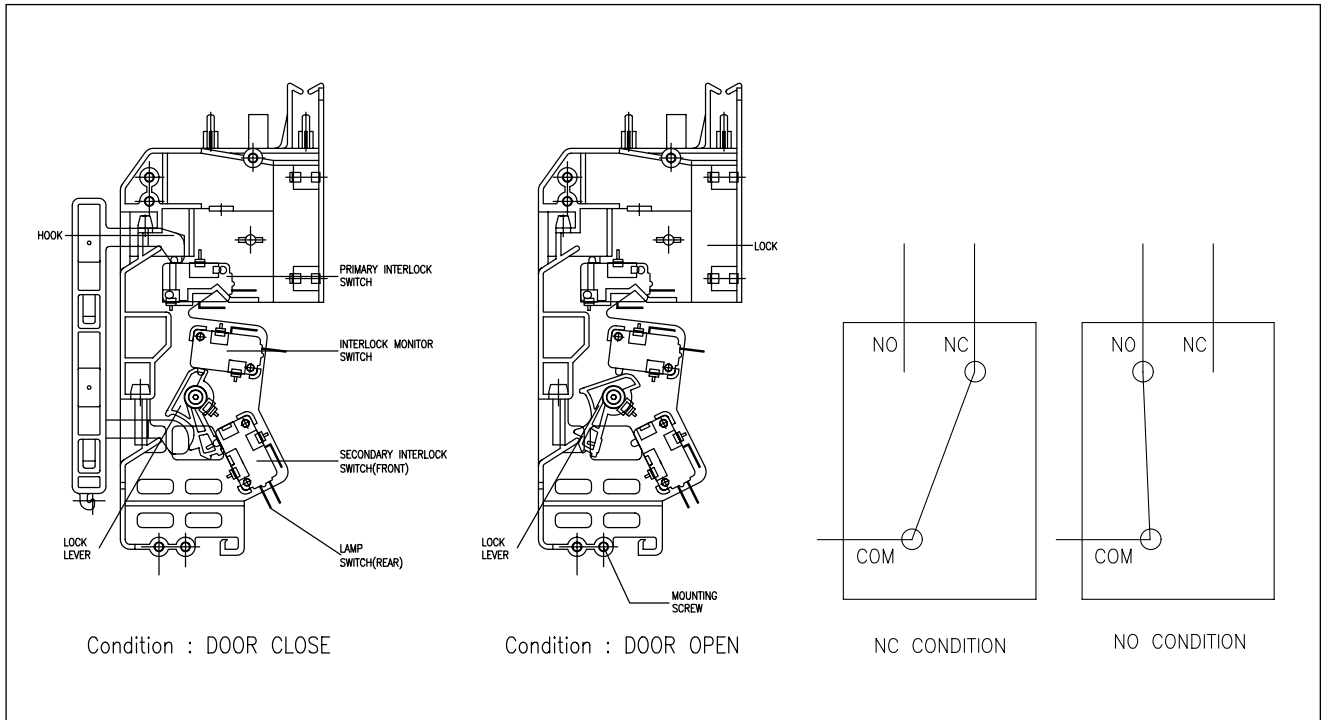 HOOK
PRIMARY INTERLOCK
SWITCH
INTERLOCK MONITOR
SWITCH
SECONDARY INTERLOCK
SWITCH(FRONT)
LOCK
LEVER
LAMP
SWITCH(REAR)
Condition : DOOR CLOSE
LOCK
LOCK
LEVER
MOUNTING
SCREW
Condition : DOOR OPEN
NO NC
COM
NC CONDITION
NO NC
COM
NO CONDITION